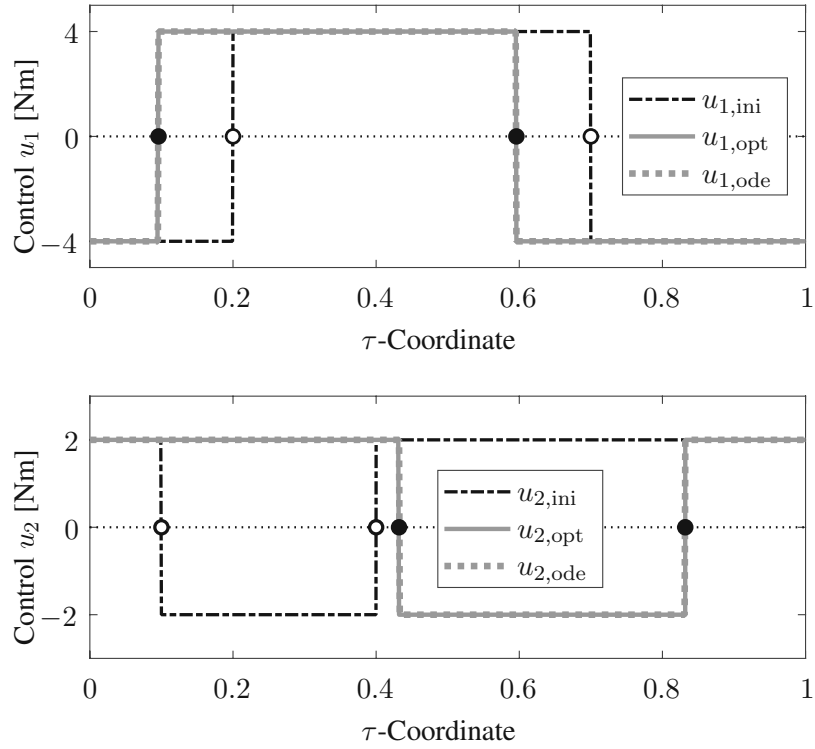 Control u₁ [Nm]
4
0
−4
u₁,ini
u₁,opt
u₁,ode
0
0.2
0.4
0.6
0.8
1
τ-Coordinate
Control u₂ [Nm]
2
0
−2
u₂,ini
u₂,opt
u₂,ode
0
0.2
0.4
0.6
0.8
1
τ-Coordinate